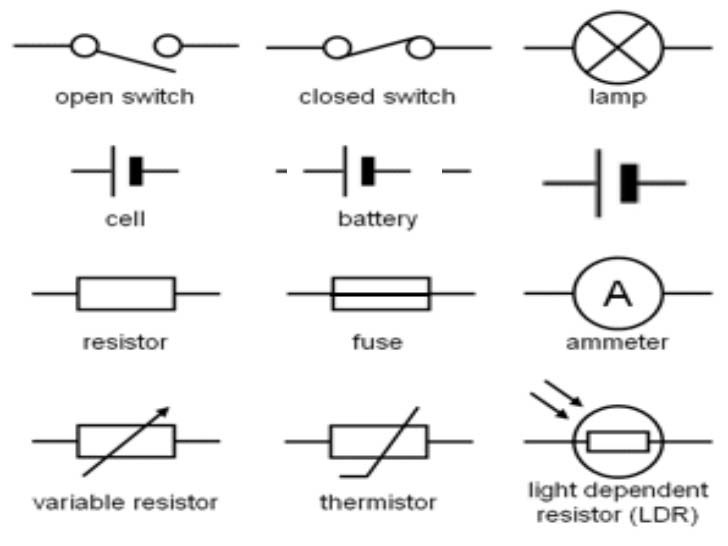 open switch
closed switch
lamp
cell
battery
resistor
fuse
A
ammeter
variable resistor
thermistor
light dependent
resistor (LDR)